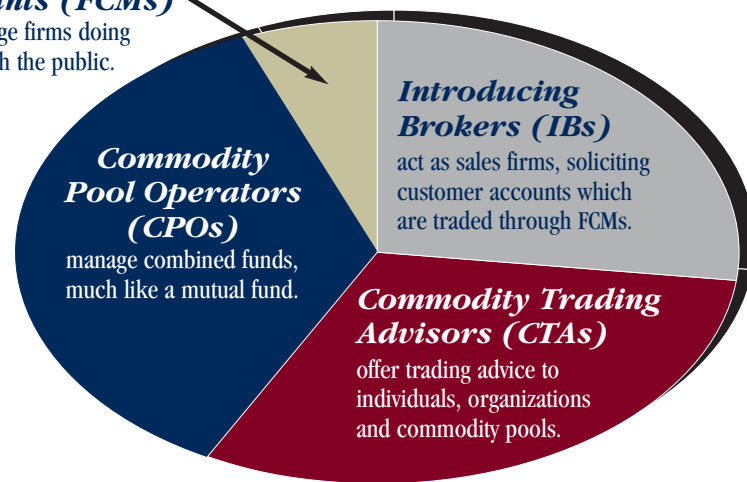 (FCMs)
firms doing
the public.
Introducing
Brokers (IBs)
act as sales firms, soliciting
customer accounts which
are traded through FCMs.
Commodity
Pool Operators
(CPOs)
manage combined funds,
much like a mutual fund.
Commodity Trading
Advisors (CTAs)
offer trading advice to
individuals, organizations
and commodity pools.